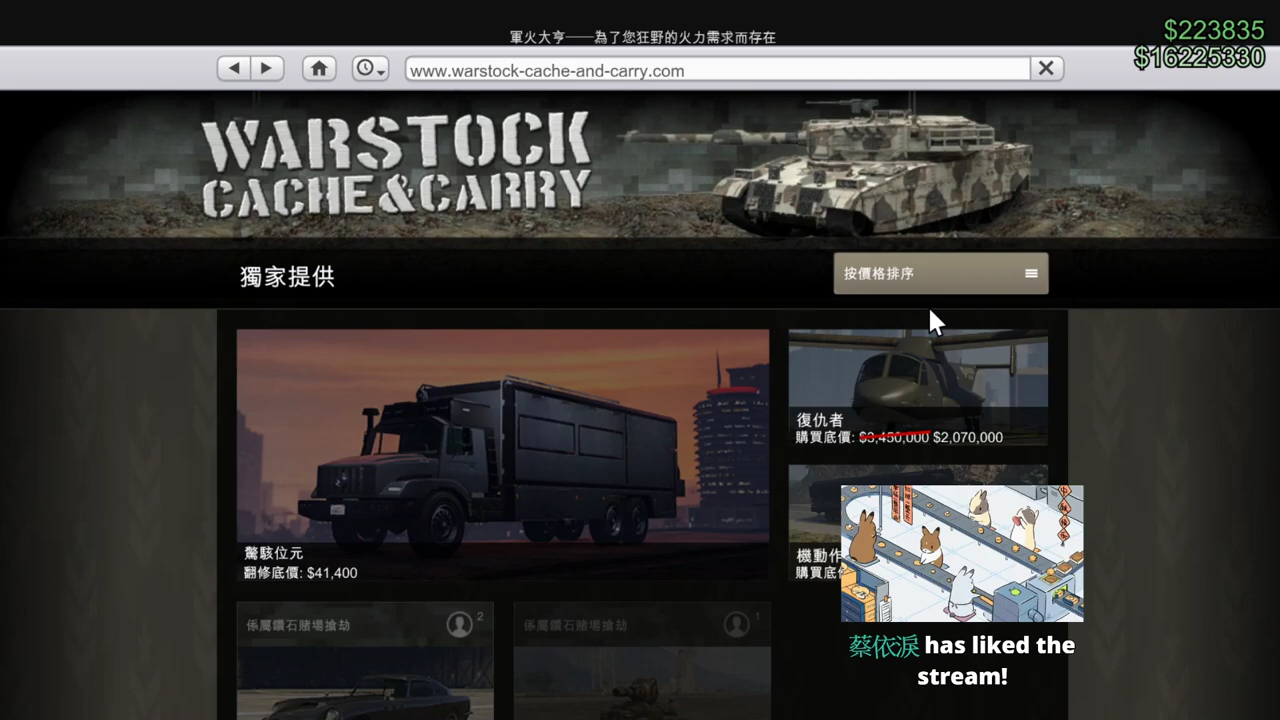 軍火大亨──為了您狂野的火力需求而存在
$223835
$16225330
www.warstock-cache-and-carry.com
WARSTOCK
CACHE&CARRY
獨家提供
按價格排序
復仇者
購買底價: $3,450,000 $2,070,000
驚駭位元
翻修底價: $41,400
機動作
購買底
係屬鑽石賭場搶劫
2
係屬鑽石賭場搶劫
1
蔡依淚 has liked the
stream!